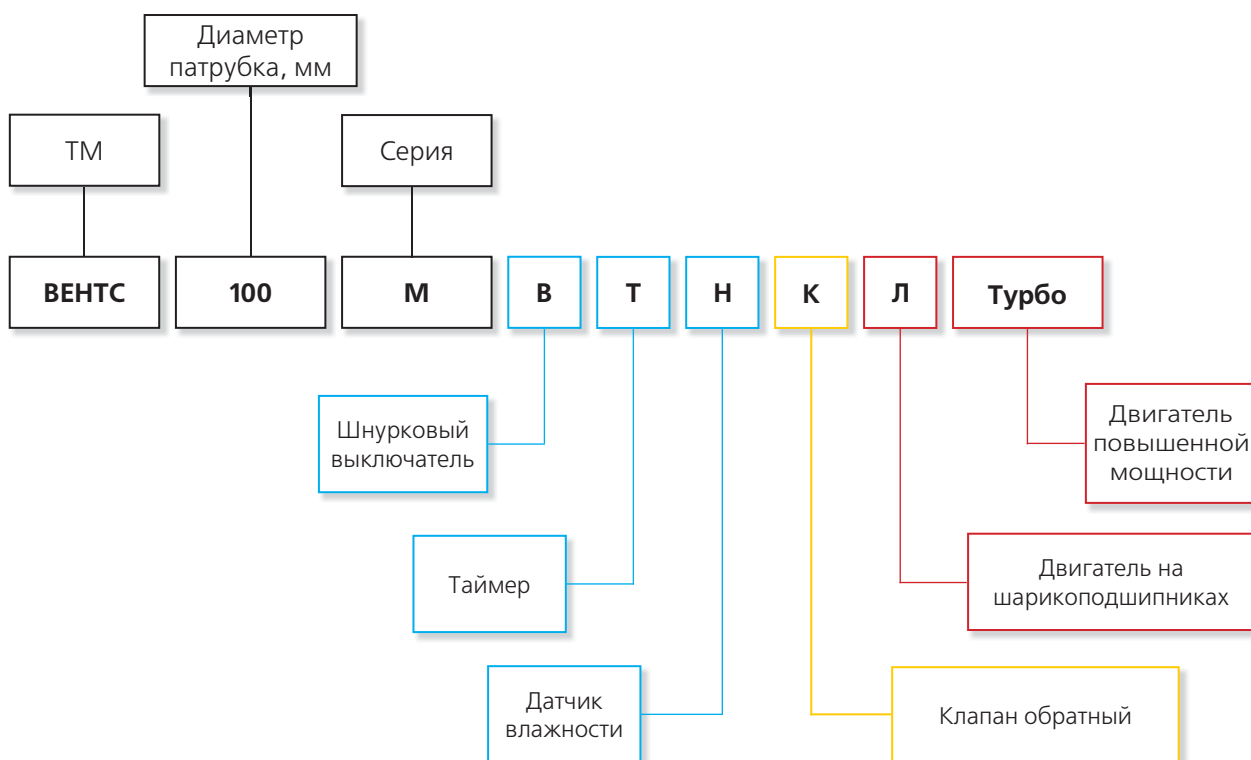 Диаметр
патрубка, мм
ТМ
Серия
ВЕНТС
100
М
В
Т
Н
К
Л
Турбо
Шнурковый
выключатель
Двигатель
повышенной
мощности
Таймер
Двигатель на
шарикоподшипниках
Датчик
влажности
Клапан обратный